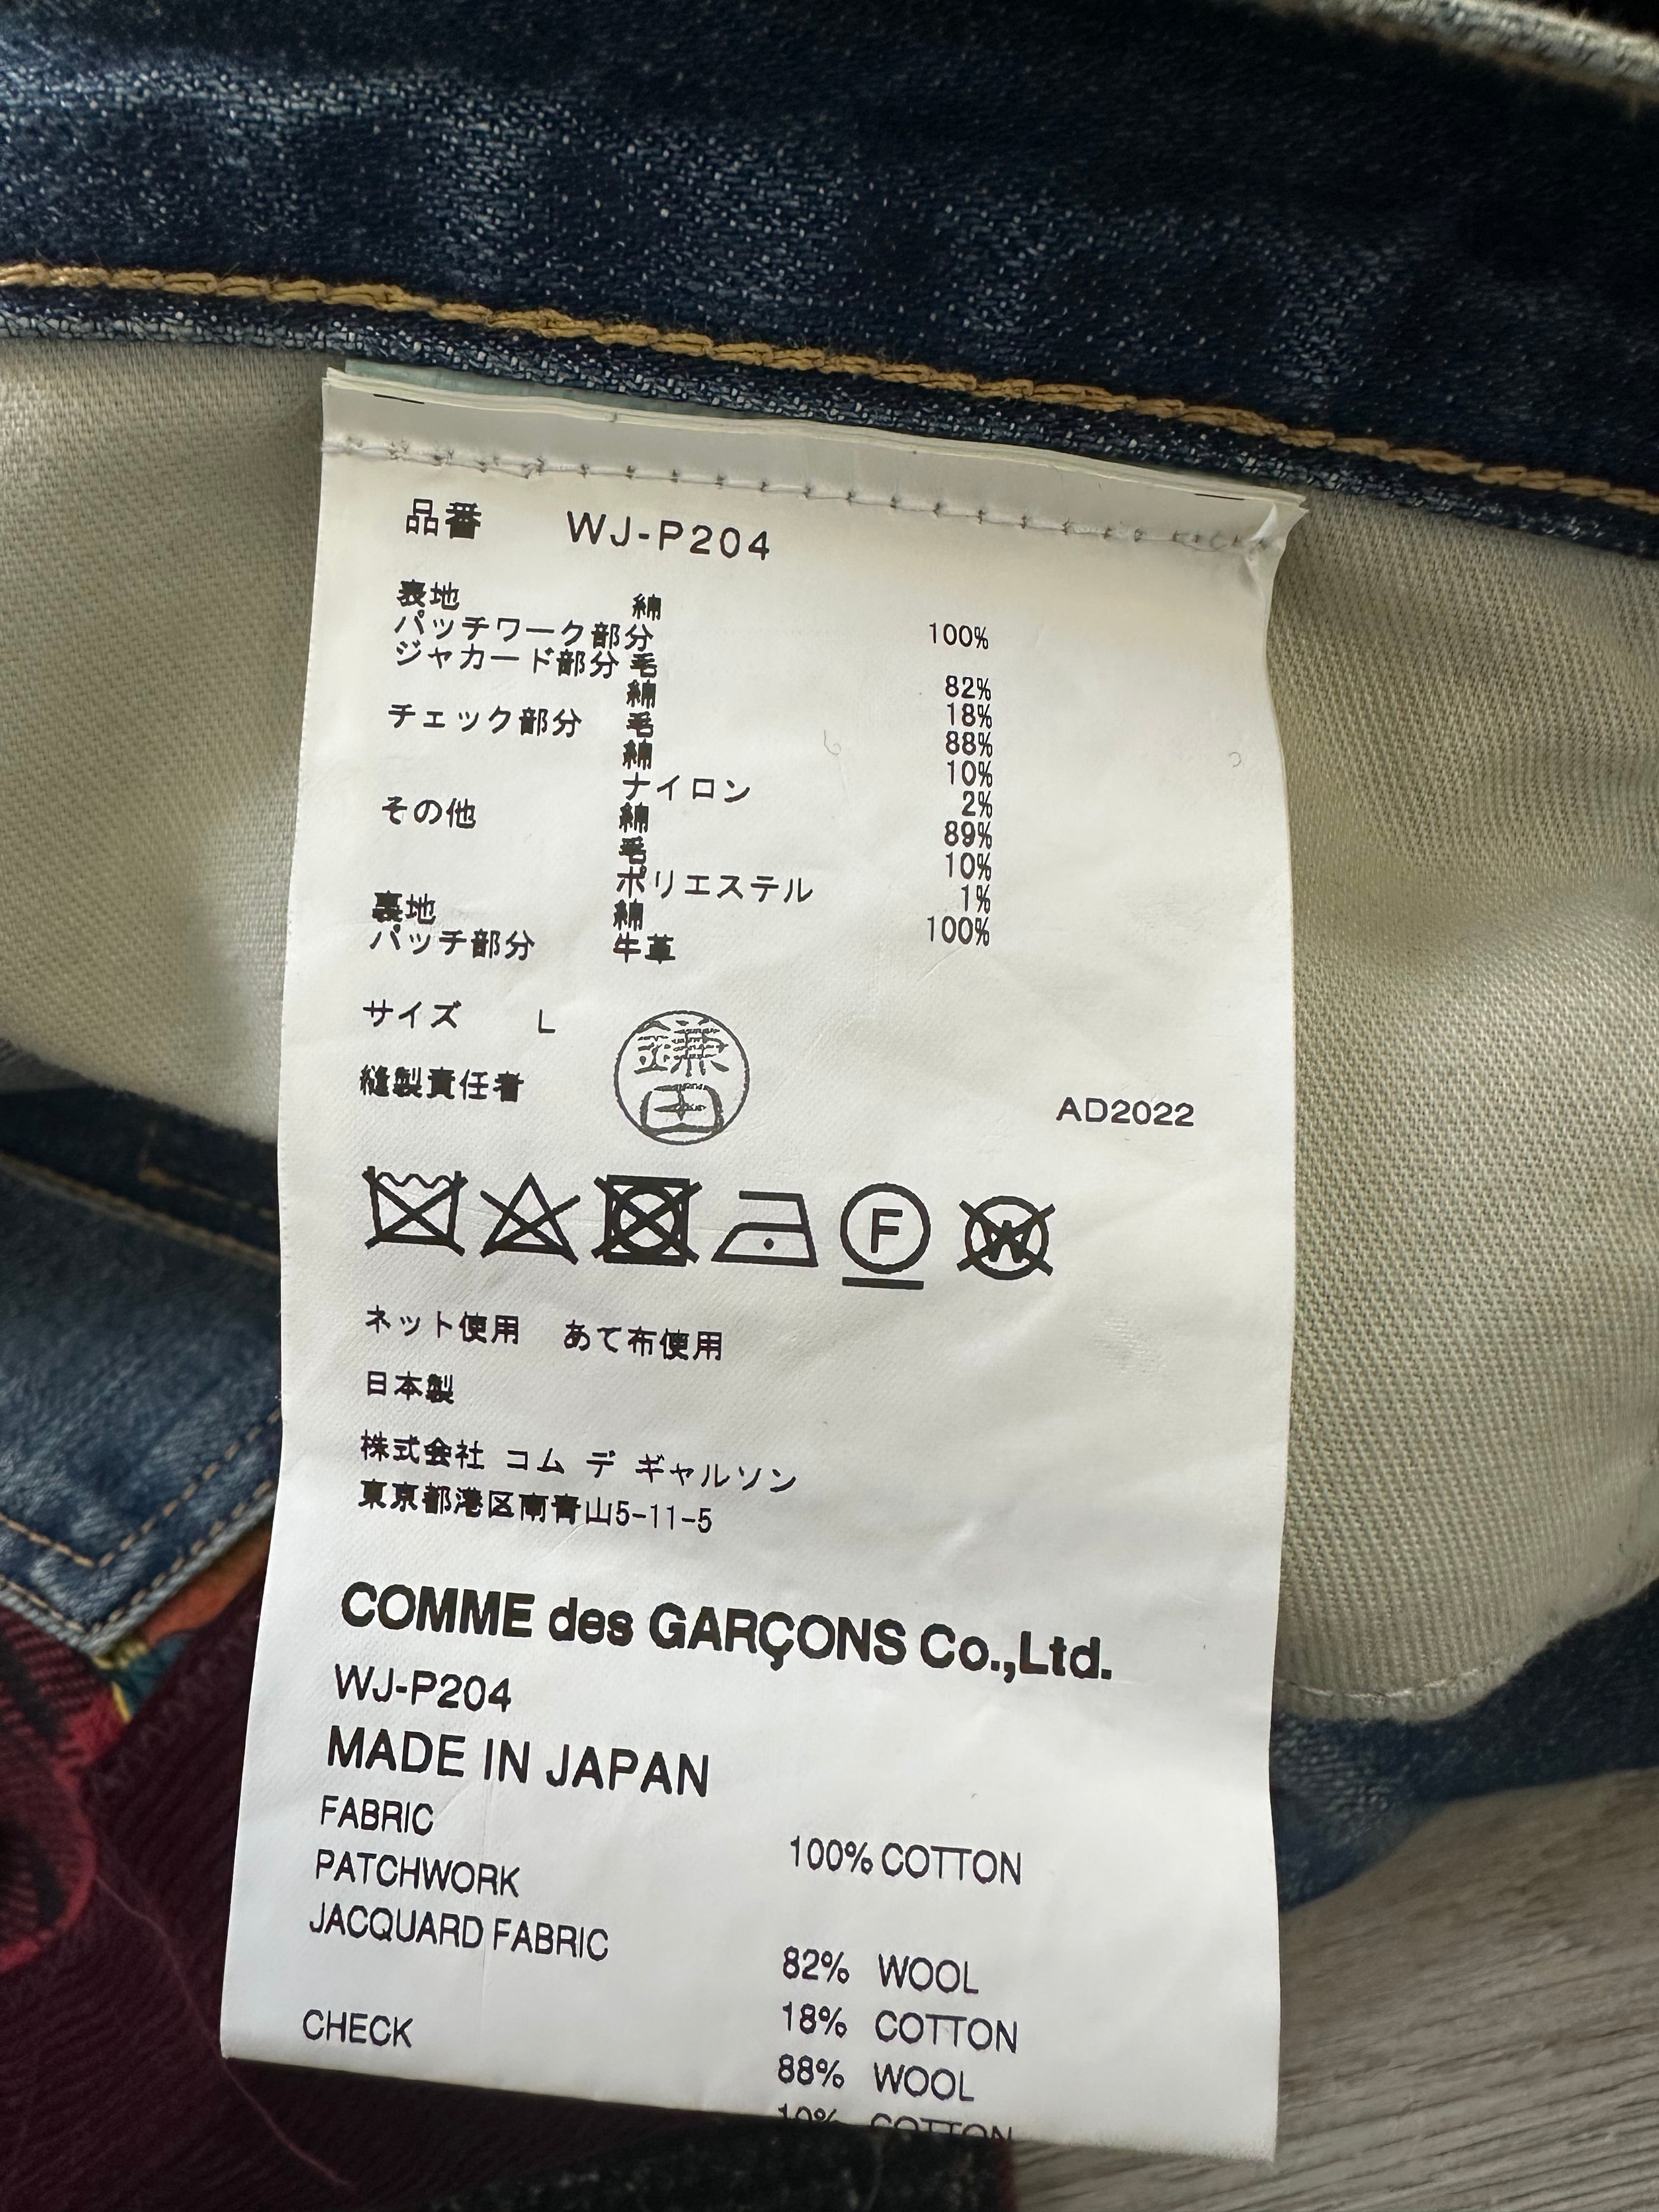 品番 WJ-P204
表地 綿 100%
パッチワーク部分
ジャカード部分 毛 82%
綿 18%
チェック部分 毛 88%
綿 10%
ナイロン 2%
その他 綿 89%
毛 10%
ポリエステル 1%
裏地 綿 100%
パッチ部分 牛革
サイズ L
鎌田
縫製責任者
AD2022
F
W
ネット使用 あて布使用
日本製
株式会社 コム デ ギャルソン
東京都港区南青山5-11-5
COMME des GARÇONS Co.,Ltd.
WJ-P204
MADE IN JAPAN
FABRIC 100% COTTON
PATCHWORK
JACQUARD FABRIC 82% WOOL
18% COTTON
CHECK 88% WOOL
10% COTTON